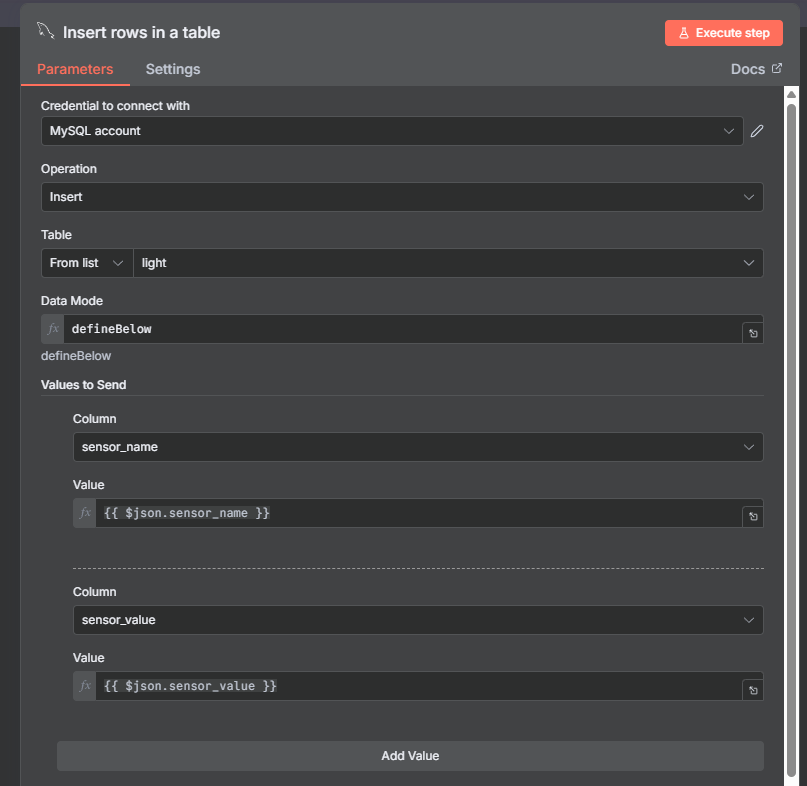 Insert rows in a table
Execute step
Parameters Settings Docs
Credential to connect with
MySQL account
Operation
Insert
Table
From list light
Data Mode
fx defineBelow
defineBelow
Values to Send
Column
sensor_name
Value
fx {{ $json.sensor_name }}
Column
sensor_value
Value
fx {{ $json.sensor_value }}
Add Value